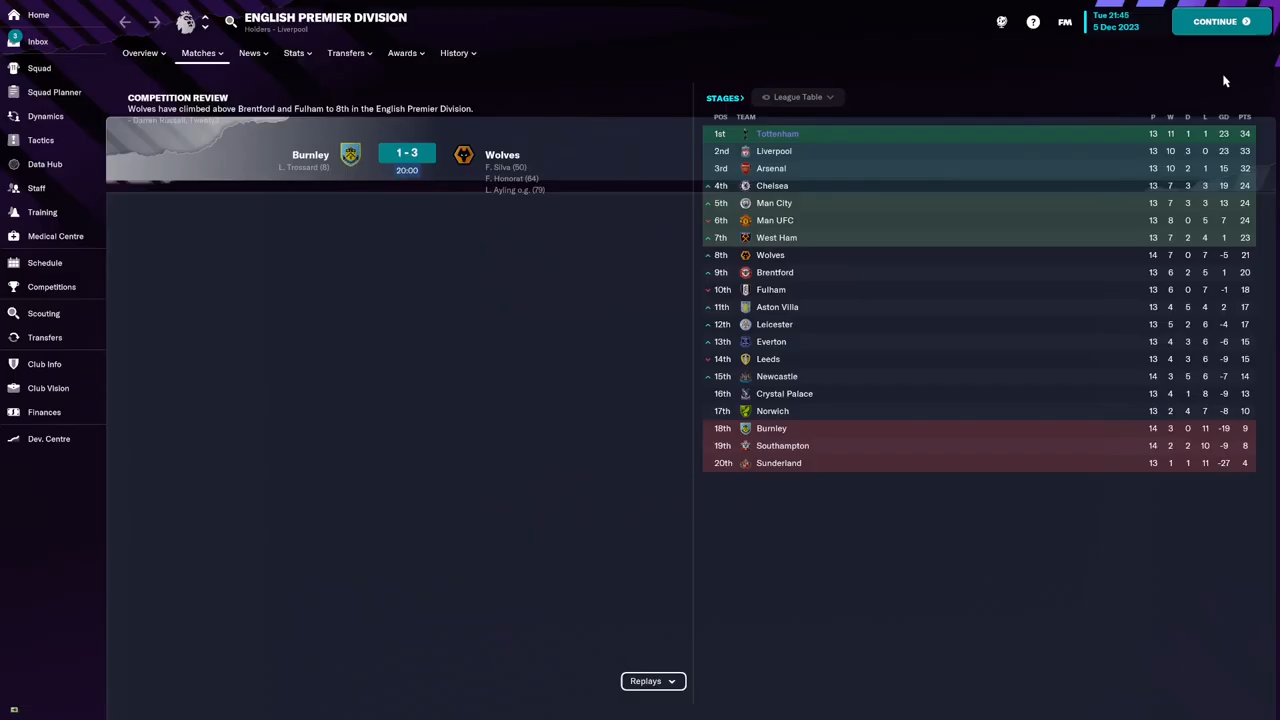 Home
3
Inbox
Squad
Squad Planner
Dynamics
Tactics
Data Hub
Staff
Training
Medical Centre
Schedule
Competitions
Scouting
Transfers
Club Info
Club Vision
Finances
Dev. Centre
ENGLISH PREMIER DIVISION
Holders - Liverpool
FM
Tue 21:45
5 Dec 2023
CONTINUE
Overview Matches News Stats Transfers Awards History
COMPETITION REVIEW
Wolves have climbed above Brentford and Fulham to 8th in the English Premier Division.
- Darren Russan, Twenty3
Burnley 1 - 3 Wolves
L. Trossard (8)
20:00
F. Silva (50)
F. Honorat (64)
L. Ayling o.g. (79)
Replays
STAGES> League Table
POS TEAM P W D L GD PTS
1st Tottenham 13 11 1 1 23 34
2nd Liverpool 13 10 3 0 23 33
3rd Arsenal 13 10 2 1 15 32
4th Chelsea 13 7 3 3 19 24
5th Man City 13 7 3 3 13 24
6th Man UFC 13 8 0 5 7 24
7th West Ham 13 7 2 4 1 23
8th Wolves 14 7 0 7 -5 21
9th Brentford 13 6 2 5 1 20
10th Fulham 13 6 0 7 -1 18
11th Aston Villa 13 4 5 4 2 17
12th Leicester 13 5 2 6 -4 17
13th Everton 13 4 3 6 -6 15
14th Leeds 13 4 3 6 -9 15
15th Newcastle 14 3 5 6 -7 14
16th Crystal Palace 13 4 1 8 -9 13
17th Norwich 13 2 4 7 -8 10
18th Burnley 14 3 0 11 -19 9
19th Southampton 14 2 2 10 -9 8
20th Sunderland 13 1 1 11 -27 4